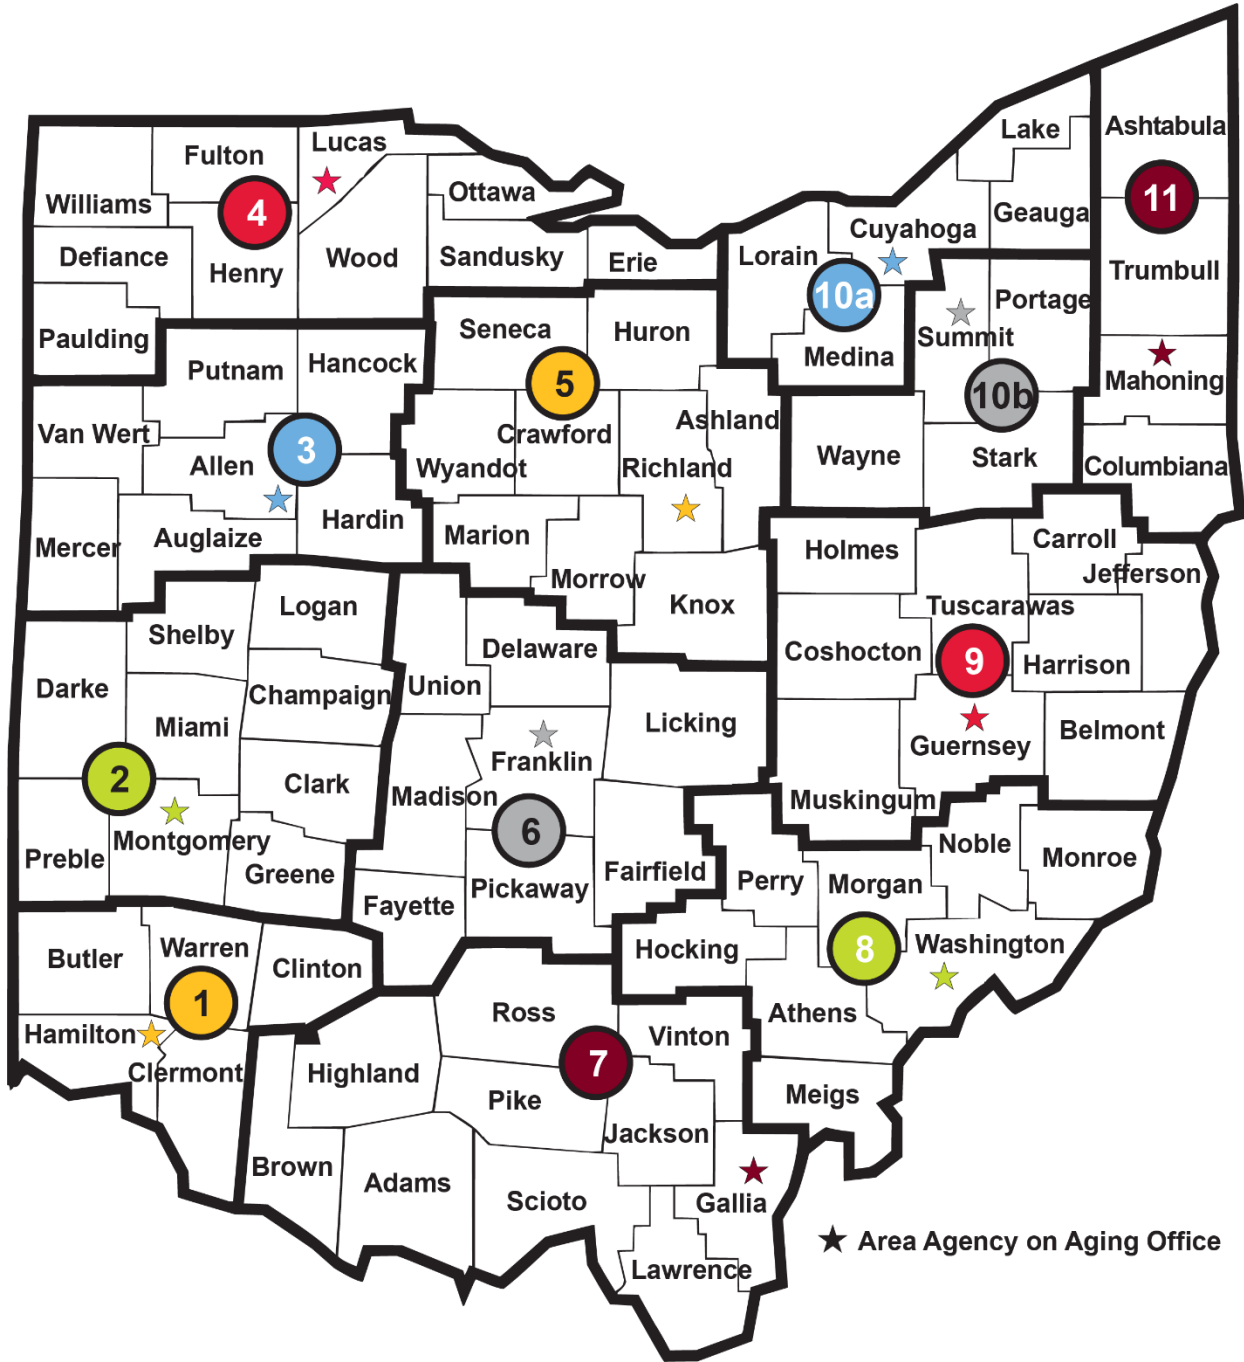 Lake
Ashtabula
Lucas
Fulton
Ottawa
11
Williams
4
Geauga
Cuyahoga
Defiance
Wood
Sandusky
Erie
Lorain
Henry
Trumbull
10a
Portage
Paulding
Seneca
Huron
Summit
Medina
Putnam
Hancock
5
Mahoning
10b
Van Wert
Crawford
Ashland
3
Allen
Wyandot
Richland
Wayne
Stark
Columbiana
Hardin
Mercer
Auglaize
Marion
Holmes
Carroll
Jefferson
Morrow
Logan
Knox
Tuscarawas
Shelby
Delaware
Coshocton
9
Harrison
Darke
Champaign
Union
Miami
Licking
Belmont
Guernsey
Franklin
2
Clark
Madison
Muskingum
6
Montgomery
Noble
Preble
Greene
Fairfield
Perry
Morgan
Monroe
Pickaway
Fayette
Butler
Warren
Clinton
Hocking
8
Washington
1
Hamilton
Ross
Athens
Vinton
Clermont
Highland
7
Pike
Meigs
Jackson
Brown
Adams
Scioto
Gallia
Area Agency on Aging Office
Lawrence